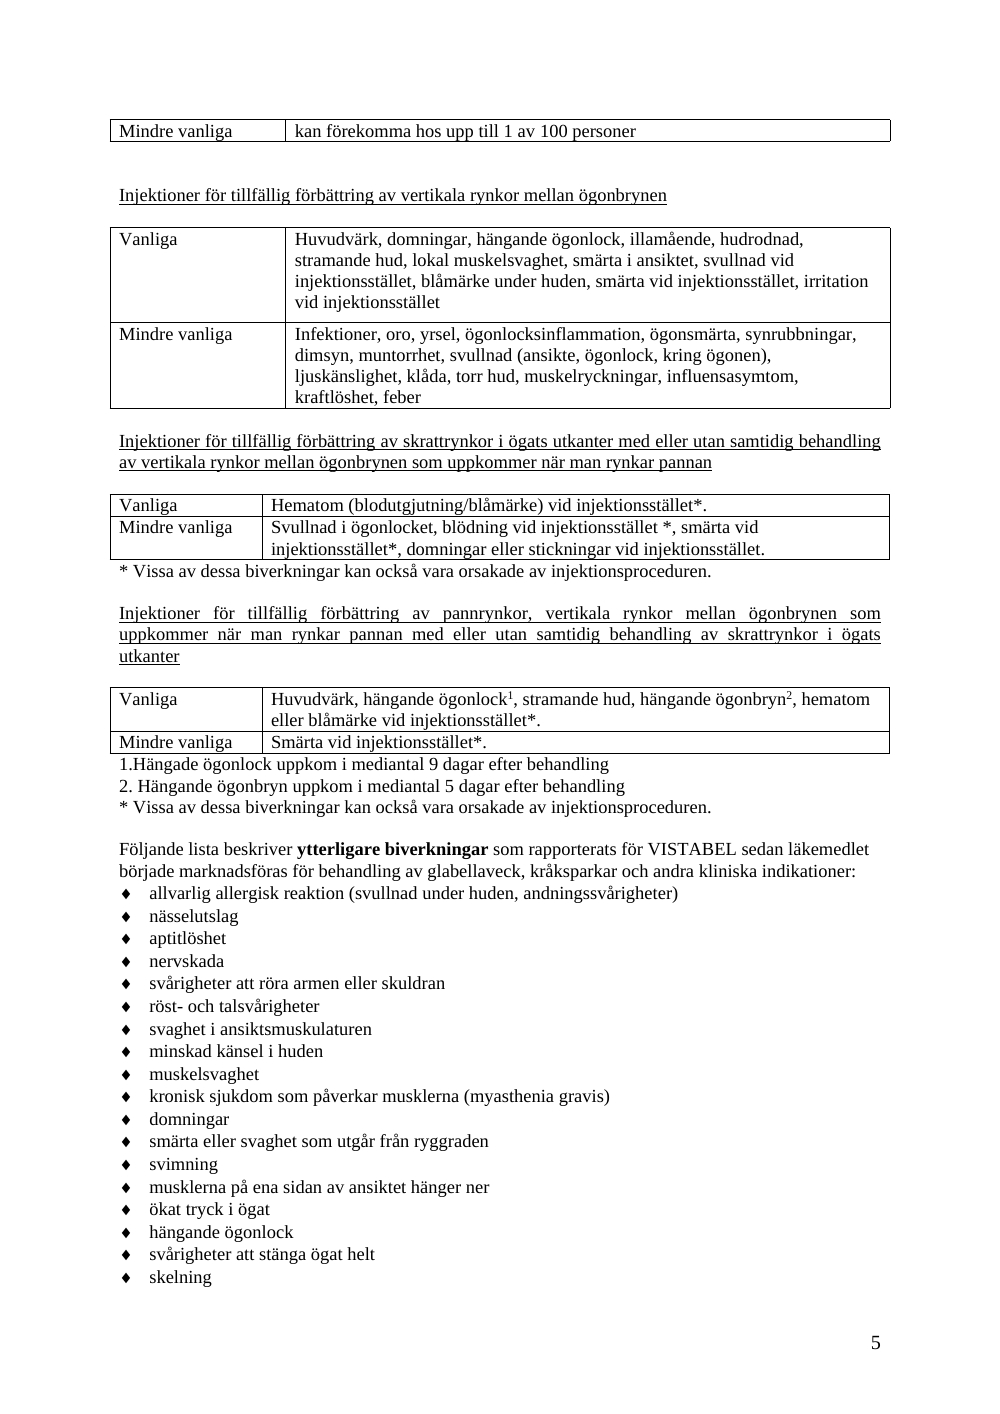 Mindre vanliga kan förekomma hos upp till 1 av 100 personer
Injektioner för tillfällig förbättring av vertikala rynkor mellan ögonbrynen
Vanliga Huvudvärk, domningar, hängande ögonlock, illamående, hudrodnad,
stramande hud, lokal muskelsvaghet, smärta i ansiktet, svullnad vid
injektionsstället, blåmärke under huden, smärta vid injektionsstället, irritation
vid injektionsstället
Mindre vanliga Infektioner, oro, yrsel, ögonlocksinflammation, ögonsmärta, synrubbningar,
dimsyn, muntorrhet, svullnad (ansikte, ögonlock, kring ögonen),
ljuskänslighet, klåda, torr hud, muskelryckningar, influensasymtom,
kraftlöshet, feber
Injektioner för tillfällig förbättring av skrattrynkor i ögats utkanter med eller utan samtidig behandling
av vertikala rynkor mellan ögonbrynen som uppkommer när man rynkar pannan
Vanliga Hematom (blodutgjutning/blåmärke) vid injektionsstället*.
Mindre vanliga Svullnad i ögonlocket, blödning vid injektionsstället *, smärta vid
injektionsstället*, domningar eller stickningar vid injektionsstället.
* Vissa av dessa biverkningar kan också vara orsakade av injektionsproceduren.
Injektioner för tillfällig förbättring av pannrynkor, vertikala rynkor mellan ögonbrynen som
uppkommer när man rynkar pannan med eller utan samtidig behandling av skrattrynkor i ögats
utkanter
Vanliga Huvudvärk, hängande ögonlock¹, stramande hud, hängande ögonbryn², hematom
eller blåmärke vid injektionsstället*.
Mindre vanliga Smärta vid injektionsstället*.
1.Hängade ögonlock uppkom i mediantal 9 dagar efter behandling
2. Hängande ögonbryn uppkom i mediantal 5 dagar efter behandling
* Vissa av dessa biverkningar kan också vara orsakade av injektionsproceduren.
Följande lista beskriver ytterligare biverkningar som rapporterats för VISTABEL sedan läkemedlet
började marknadsföras för behandling av glabellaveck, kråksparkar och andra kliniska indikationer:
♦ allvarlig allergisk reaktion (svullnad under huden, andningssvårigheter)
♦ nässelutslag
♦ aptitlöshet
♦ nervskada
♦ svårigheter att röra armen eller skuldran
♦ röst- och talsvårigheter
♦ svaghet i ansiktsmuskulaturen
♦ minskad känsel i huden
♦ muskelsvaghet
♦ kronisk sjukdom som påverkar musklerna (myasthenia gravis)
♦ domningar
♦ smärta eller svaghet som utgår från ryggraden
♦ svimning
♦ musklerna på ena sidan av ansiktet hänger ner
♦ ökat tryck i ögat
♦ hängande ögonlock
♦ svårigheter att stänga ögat helt
♦ skelning
5